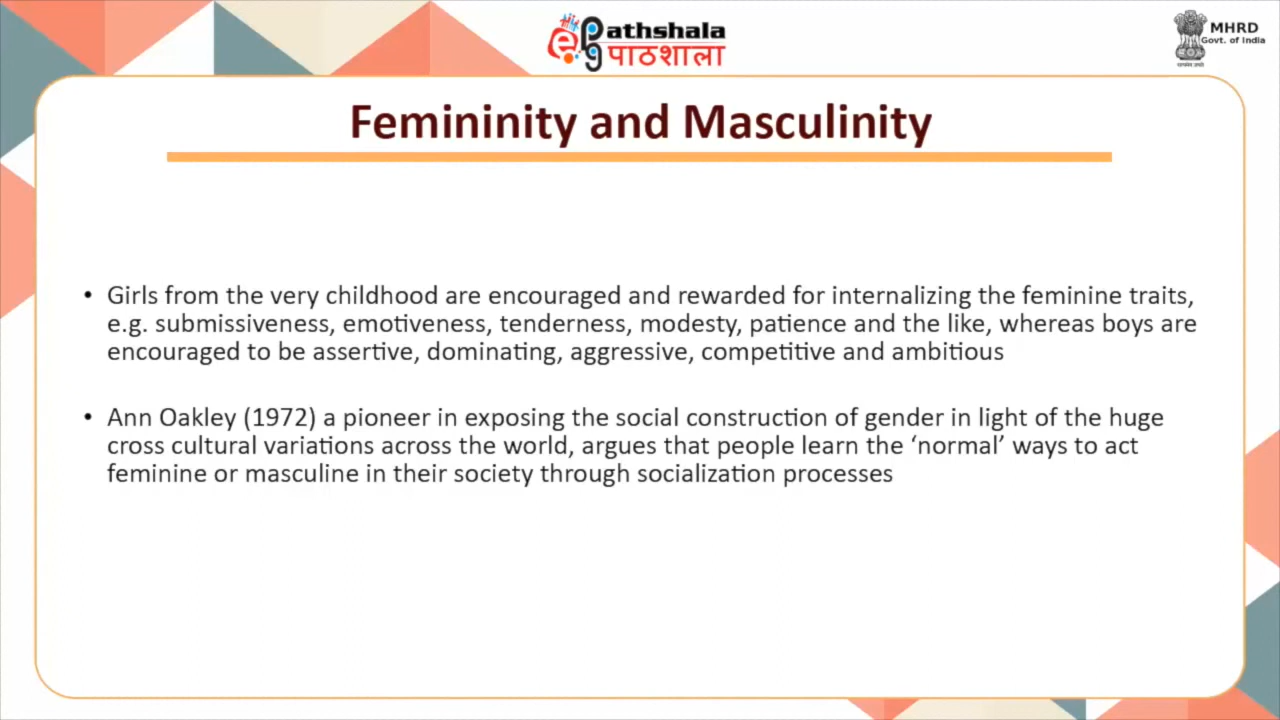 ePG Pathshala
पाठशाला
MHRD
Govt. of India
Femininity and Masculinity
• Girls from the very childhood are encouraged and rewarded for internalizing the feminine traits,
e.g. submissiveness, emotiveness, tenderness, modesty, patience and the like, whereas boys are
encouraged to be assertive, dominating, aggressive, competitive and ambitious
• Ann Oakley (1972) a pioneer in exposing the social construction of gender in light of the huge
cross cultural variations across the world, argues that people learn the ‘normal’ ways to act
feminine or masculine in their society through socialization processes